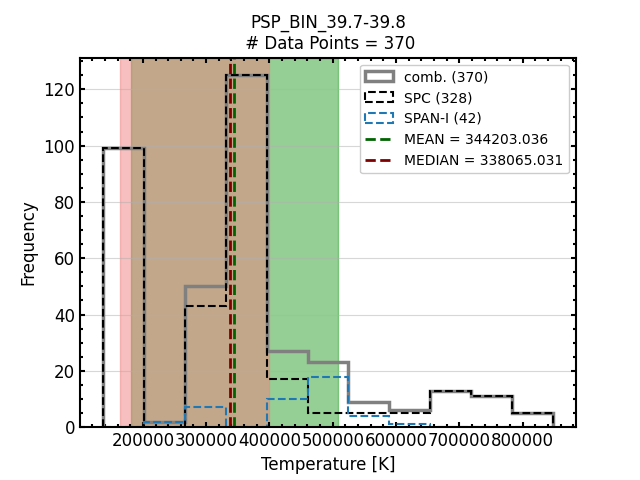 PSP_BIN_39.7-39.8
# Data Points = 370
comb. (370)
SPC (328)
SPAN-I (42)
MEAN = 344203.036
MEDIAN = 338065.031
Frequency
120
100
80
60
40
20
0
200000 300000 400000 500000 600000 700000 800000
Temperature [K]